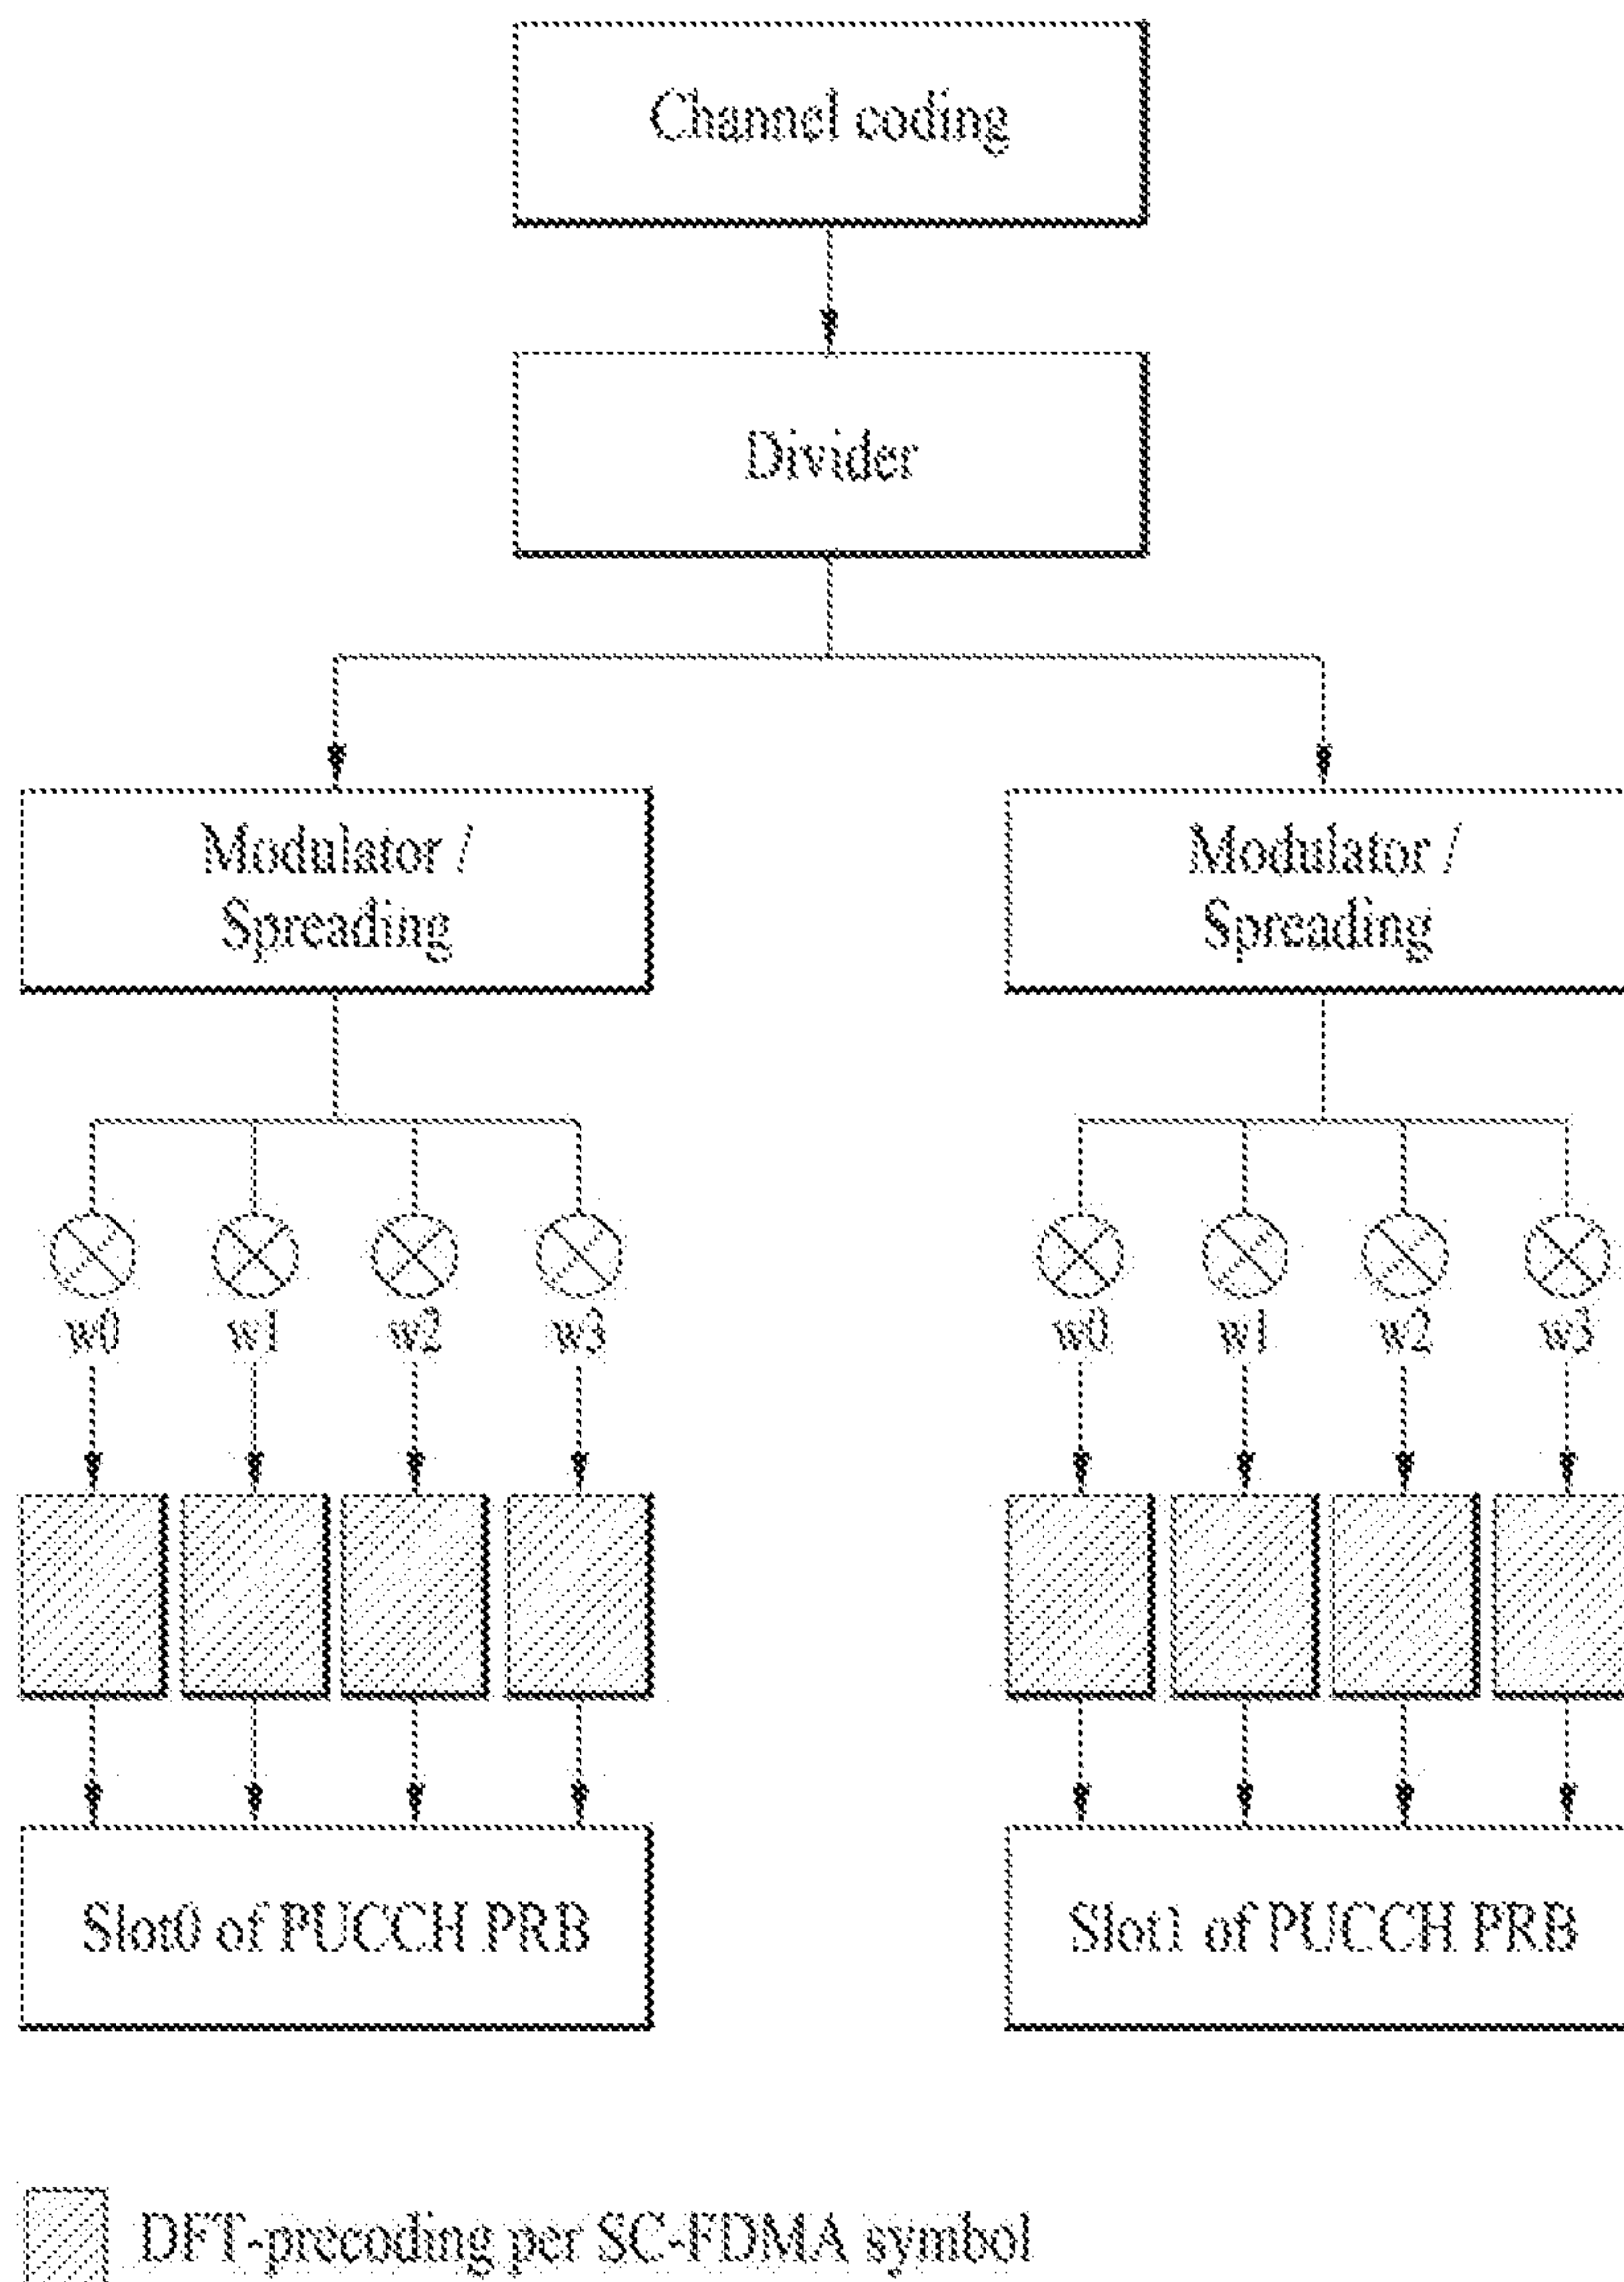 Channel coding
Divider
Modulator /
Spreading
Modulator /
Spreading
w0 w1 w2 w3
w0 w1 w2 w3
Slot0 of PUCCH PRB
Slot1 of PUCCH PRB
DFT-precoding per SC-FDMA symbol